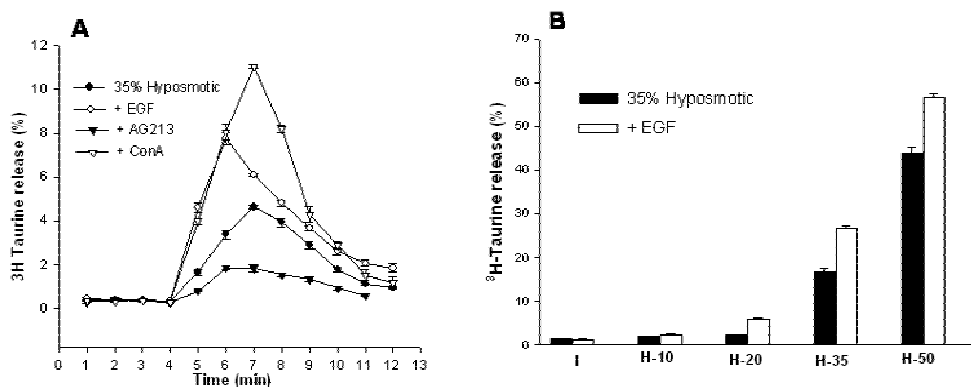 A
12
10
8
6
4
2
0
3H Taurine release (%)
35% Hyposmotic
+ EGF
+ AG213
+ ConA
0 1 2 3 4 5 6 7 8 9 10 11 12 13
Time (min)
B
70
60
50
40
30
20
10
0
³H-Taurine release (%)
35% Hyposmotic
+ EGF
I H-10 H-20 H-35 H-50